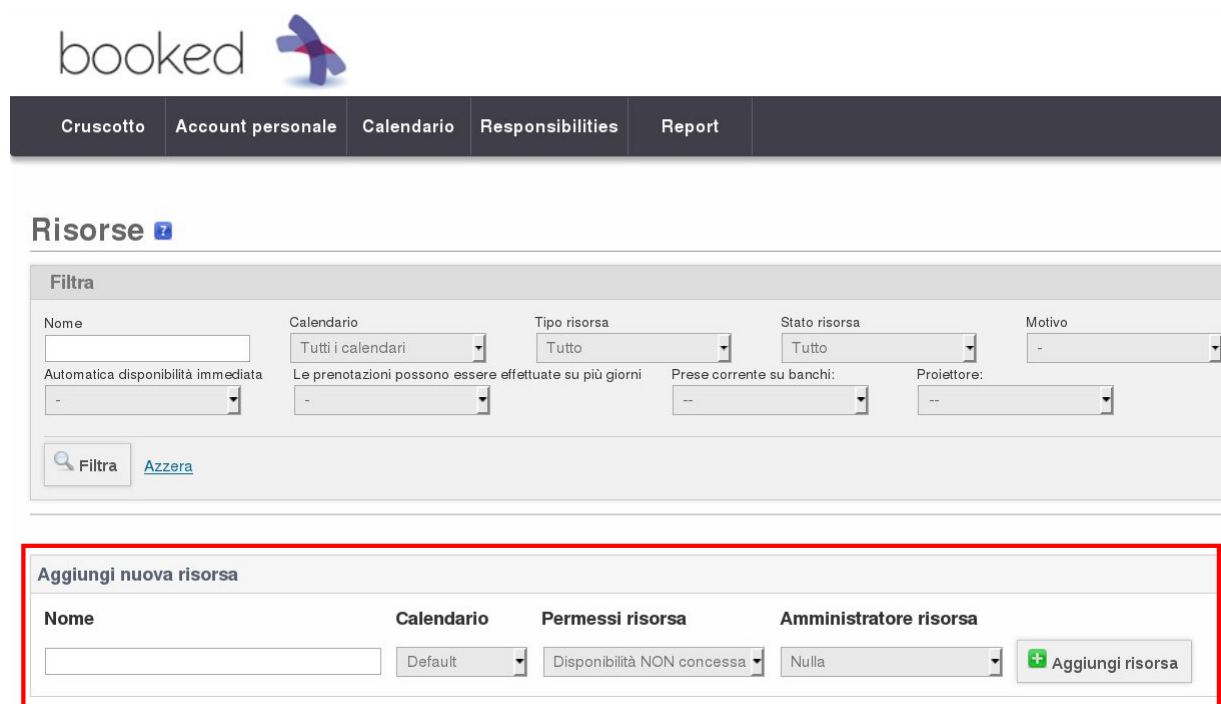 booked
Cruscotto Account personale Calendario Responsibilities Report
Risorse ?
Filtra
Nome Calendario Tipo risorsa Stato risorsa Motivo
Tutti i calendari Tutto Tutto -
Automatica disponibilità immediata Le prenotazioni possono essere effettuate su più giorni Prese corrente su banchi: Proiettore:
- - -- --
Filtra Azzera
Aggiungi nuova risorsa
Nome Calendario Permessi risorsa Amministratore risorsa
Default Disponibilità NON concessa Nulla Aggiungi risorsa